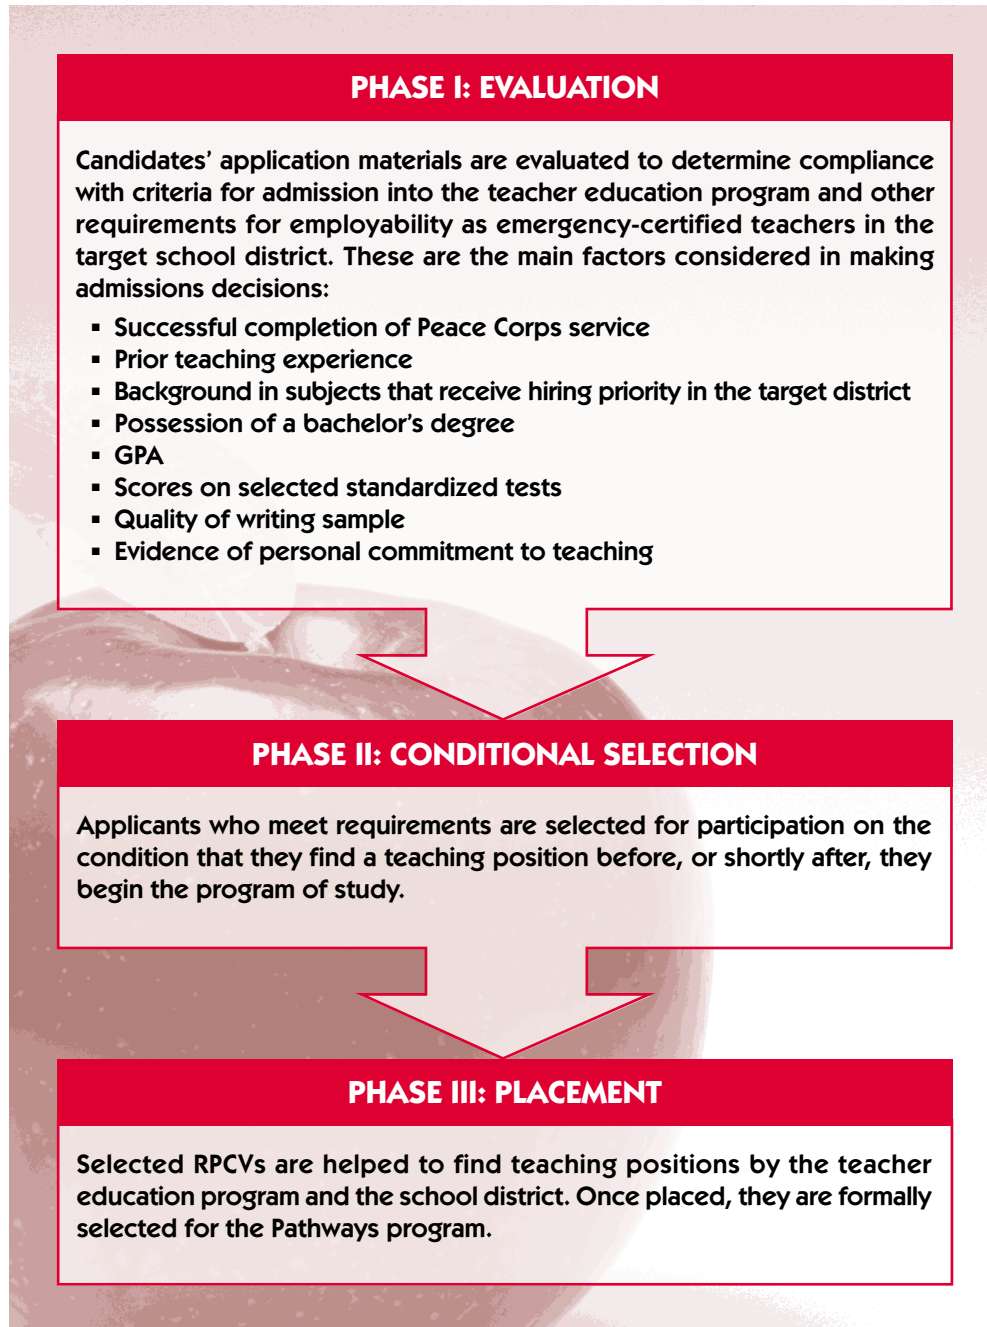 PHASE I: EVALUATION
Candidates’ application materials are evaluated to determine compliance
with criteria for admission into the teacher education program and other
requirements for employability as emergency-certified teachers in the
target school district. These are the main factors considered in making
admissions decisions:
▪ Successful completion of Peace Corps service
▪ Prior teaching experience
▪ Background in subjects that receive hiring priority in the target district
▪ Possession of a bachelor’s degree
▪ GPA
▪ Scores on selected standardized tests
▪ Quality of writing sample
▪ Evidence of personal commitment to teaching
PHASE II: CONDITIONAL SELECTION
Applicants who meet requirements are selected for participation on the
condition that they find a teaching position before, or shortly after, they
begin the program of study.
PHASE III: PLACEMENT
Selected RPCVs are helped to find teaching positions by the teacher
education program and the school district. Once placed, they are formally
selected for the Pathways program.